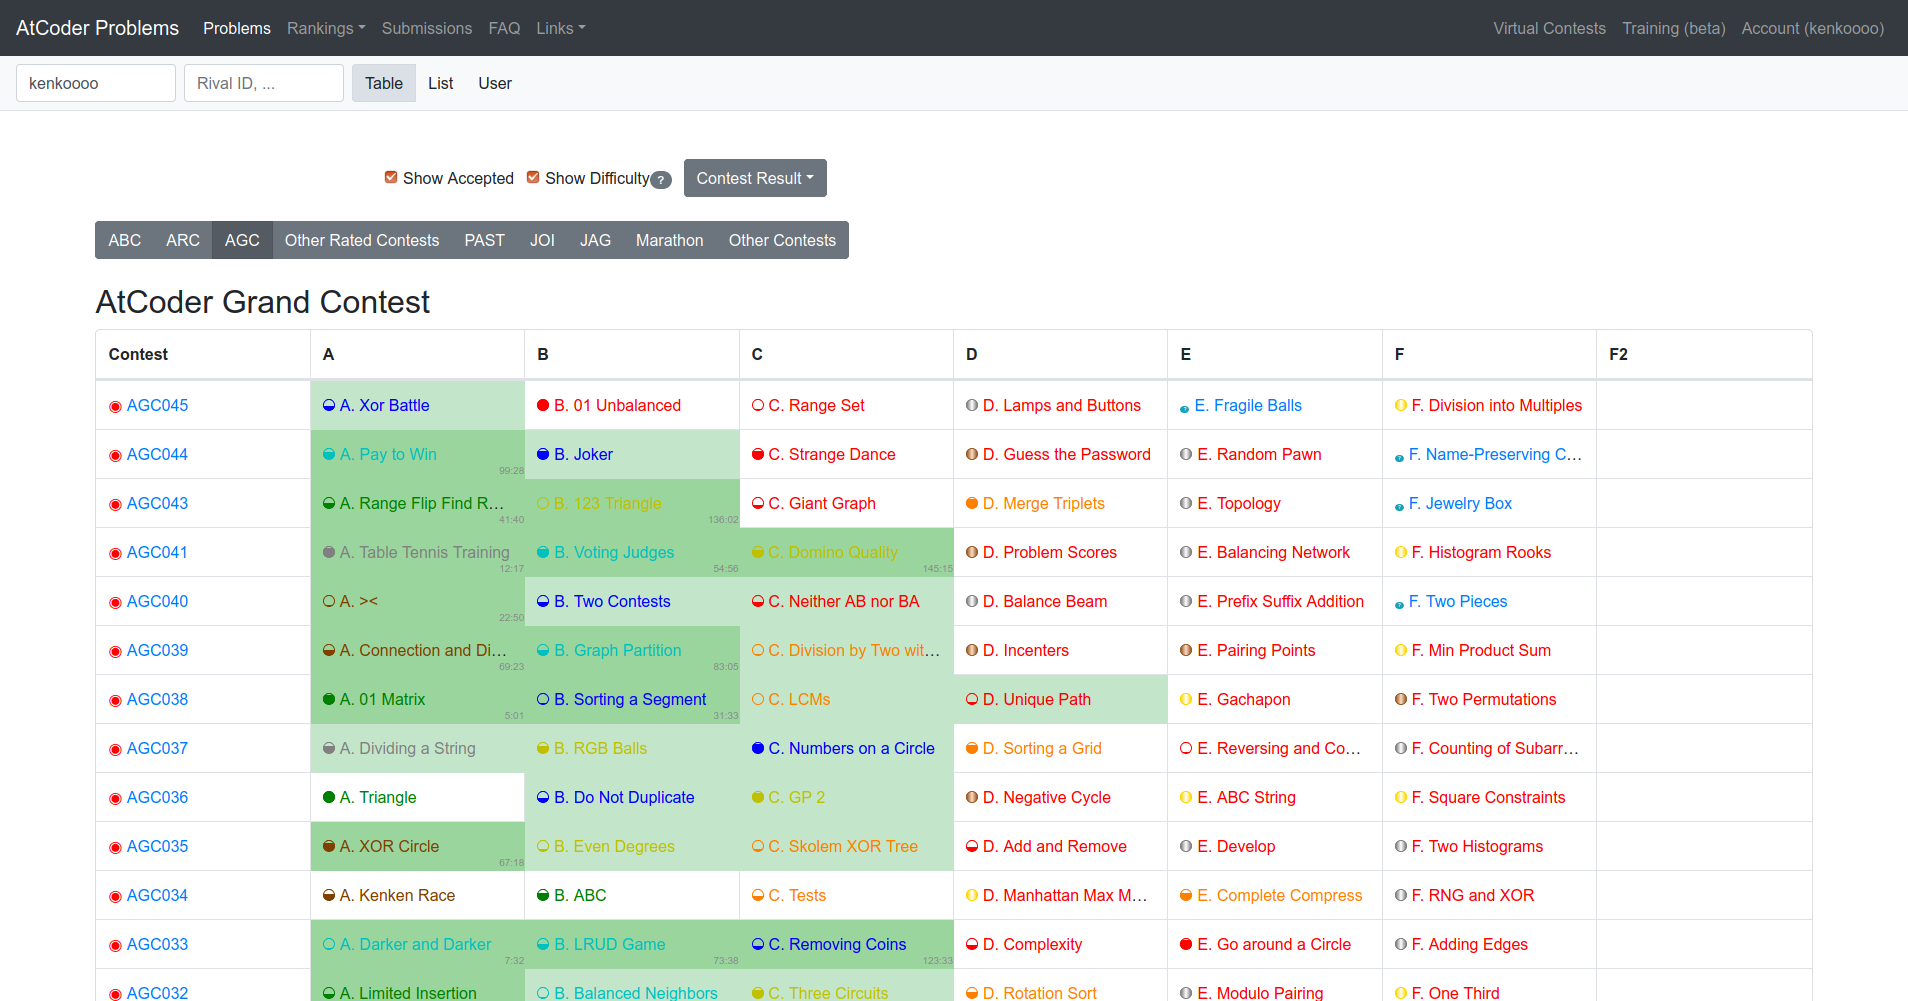 AtCoder Problems Problems Rankings Submissions FAQ Links Virtual Contests Training (beta) Account (kenkoooo)
kenkoooo Rival ID, ... Table List User
Show Accepted Show Difficulty ? Contest Result
ABC ARC AGC Other Rated Contests PAST JOI JAG Marathon Other Contests
AtCoder Grand Contest
Contest A B C D E F F2
AGC045 A. Xor Battle B. 01 Unbalanced C. Range Set D. Lamps and Buttons ? E. Fragile Balls F. Division into Multiples
AGC044 A. Pay to Win B. Joker C. Strange Dance D. Guess the Password E. Random Pawn ? F. Name-Preserving C...
99:28
AGC043 A. Range Flip Find R... B. 123 Triangle C. Giant Graph D. Merge Triplets E. Topology ? F. Jewelry Box
41:40 136:02
AGC041 A. Table Tennis Training B. Voting Judges C. Domino Quality D. Problem Scores E. Balancing Network F. Histogram Rooks
12:17 54:56 145:15
AGC040 A. >< B. Two Contests C. Neither AB nor BA D. Balance Beam E. Prefix Suffix Addition ? F. Two Pieces
22:50
AGC039 A. Connection and Di... B. Graph Partition C. Division by Two wit... D. Incenters E. Pairing Points F. Min Product Sum
69:23 83:05
AGC038 A. 01 Matrix B. Sorting a Segment C. LCMs D. Unique Path E. Gachapon F. Two Permutations
5:01 31:33
AGC037 A. Dividing a String B. RGB Balls C. Numbers on a Circle D. Sorting a Grid E. Reversing and Co... F. Counting of Subarr...
AGC036 A. Triangle B. Do Not Duplicate C. GP 2 D. Negative Cycle E. ABC String F. Square Constraints
AGC035 A. XOR Circle B. Even Degrees C. Skolem XOR Tree D. Add and Remove E. Develop F. Two Histograms
67:18
AGC034 A. Kenken Race B. ABC C. Tests D. Manhattan Max M... E. Complete Compress F. RNG and XOR
AGC033 A. Darker and Darker B. LRUD Game C. Removing Coins D. Complexity E. Go around a Circle F. Adding Edges
7:32 73:38 123:33
AGC032 A. Limited Insertion B. Balanced Neighbors C. Three Circuits D. Rotation Sort E. Modulo Pairing F. One Third